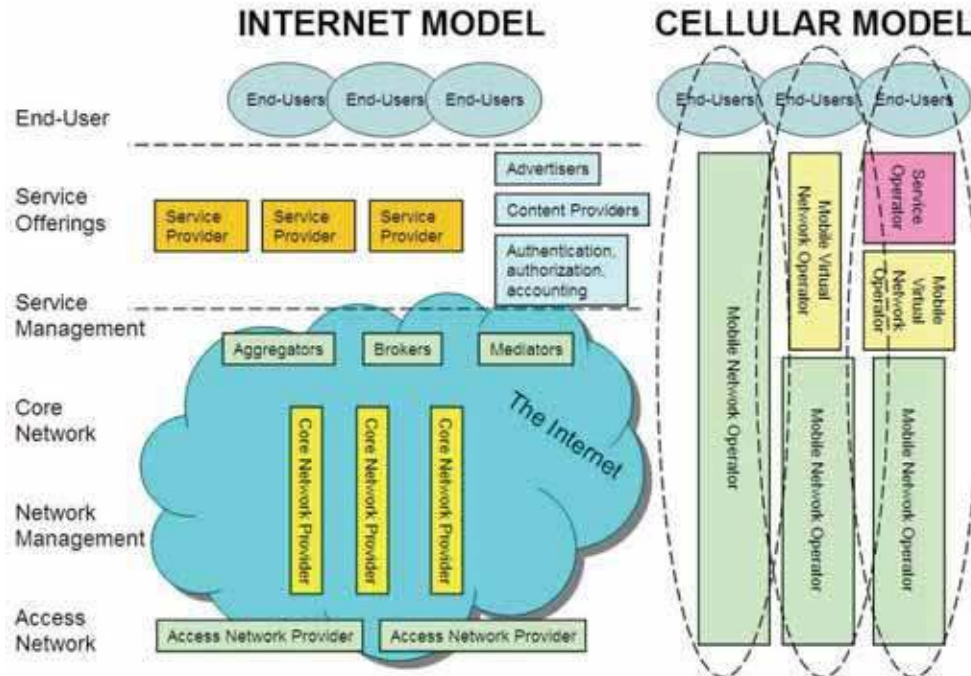 INTERNET MODEL
CELLULAR MODEL
End-Users
End-Users
End-Users
End-Users
End-Users
End-Users
End-User
Advertisers
Service
Offerings
Service
Provider
Service
Provider
Service
Provider
Content Providers
Authentication,
authorization,
accounting
Service
Management
Aggregators
Brokers
Mediators
The Internet
Core
Network
Core Network Provider
Core Network Provider
Core Network Provider
Network
Management
Access
Network
Access Network Provider
Access Network Provider
Mobile Network Operator
Mobile Virtual
Network Operator
Mobile Network Operator
Service
Operator
Mobile
Virtual
Network
Operator
Mobile Network Operator